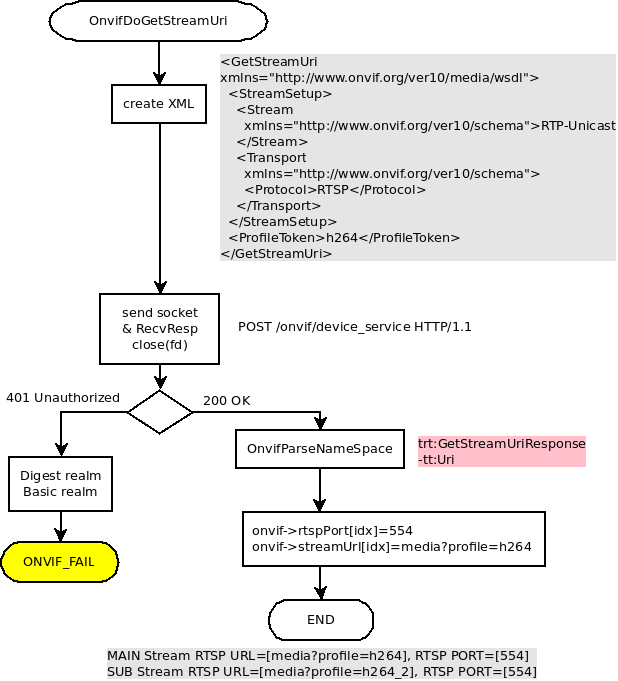 OnvifDoGetStreamUri
create XML
<GetStreamUri
xmlns="http://www.onvif.org/ver10/media/wsdl">
<StreamSetup>
<Stream
xmlns="http://www.onvif.org/ver10/schema">RTP-Unicast
</Stream>
<Transport
xmlns="http://www.onvif.org/ver10/schema">
<Protocol>RTSP</Protocol>
</Transport>
</StreamSetup>
<ProfileToken>h264</ProfileToken>
</GetStreamUri>
send socket
& RecvResp
close(fd)
POST /onvif/device_service HTTP/1.1
401 Unauthorized
200 OK
OnvifParseNameSpace
trt:GetStreamUriResponse
-tt:Uri
Digest realm
Basic realm
onvif->rtspPort[idx]=554
onvif->streamUrl[idx]=media?profile=h264
ONVIF_FAIL
END
MAIN Stream RTSP URL=[media?profile=h264], RTSP PORT=[554]
SUB Stream RTSP URL=[media?profile=h264_2], RTSP PORT=[554]